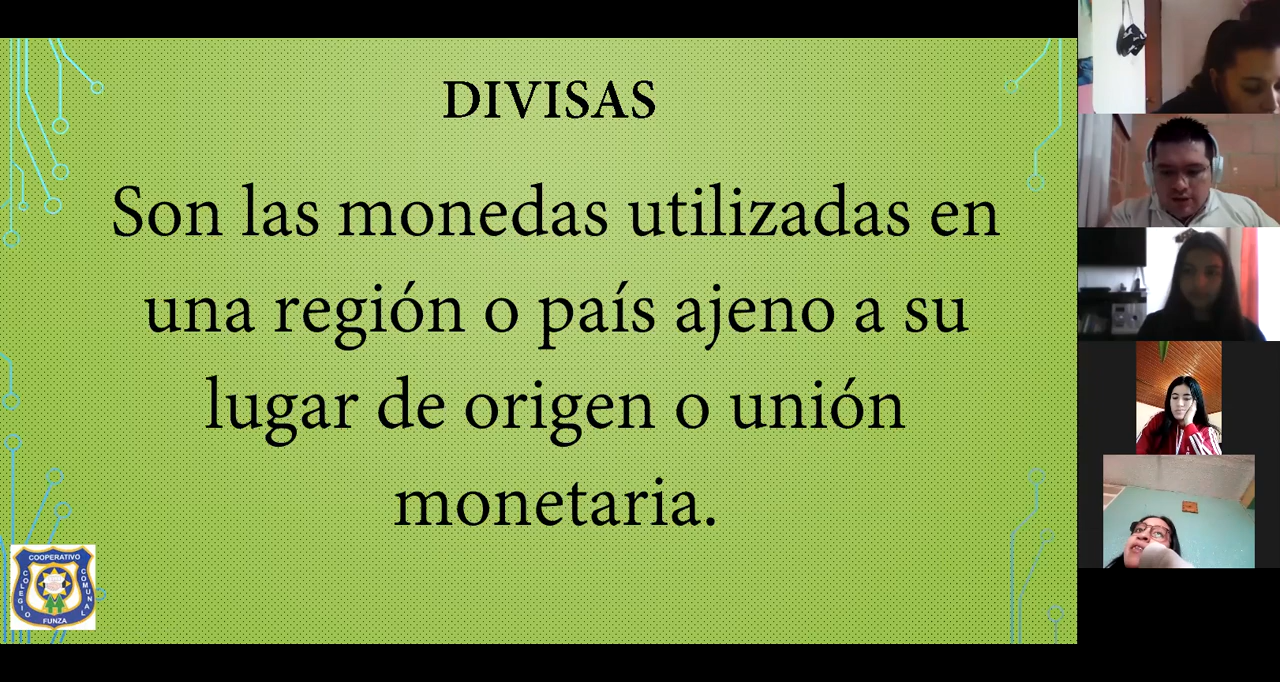 DIVISAS
Son las monedas utilizadas en
una región o país ajeno a su
lugar de origen o unión
monetaria.
COOPERATIVO
COLEGIO
COMUNAL
FUNZA